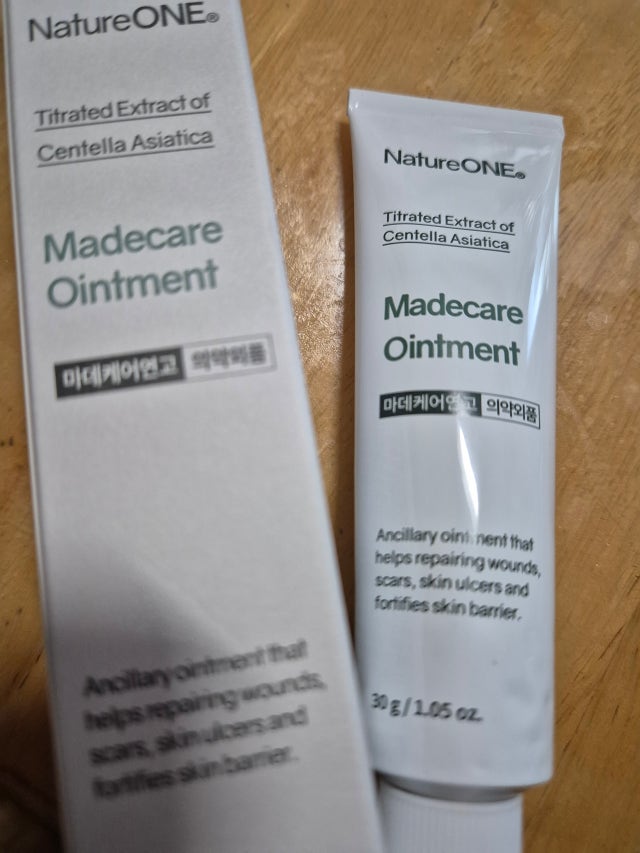 NatureONE®
Titrated Extract of
Centella Asiatica
Madecare
Ointment
마데케어연고 의약외품
Ancillary ointment that
helps repairing wounds,
scars, skin ulcers and
fortifies skin barrier.
NatureONE®
Titrated Extract of
Centella Asiatica
Madecare
Ointment
마데케어연고 의약외품
Ancillary ointment that
helps repairing wounds,
scars, skin ulcers and
fortifies skin barrier.
30 g / 1.05 oz.